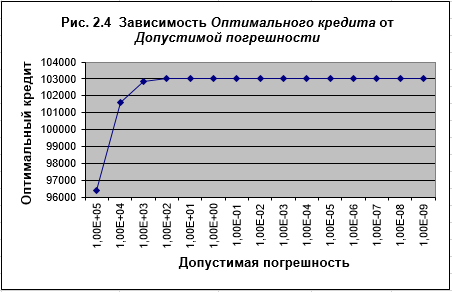 Рис. 2.4 Зависимость Оптимального кредита от
Допустимой погрешности
Оптимальный кредит
104000
103000
102000
101000
100000
99000
98000
97000
96000
1,00E+05
1,00E+04
1,00E+03
1,00E+02
1,00E+01
1,00E+00
1,00E-01
1,00E-02
1,00E-03
1,00E-04
1,00E-05
1,00E-06
1,00E-07
1,00E-08
1,00E-09
Допустимая погрешность